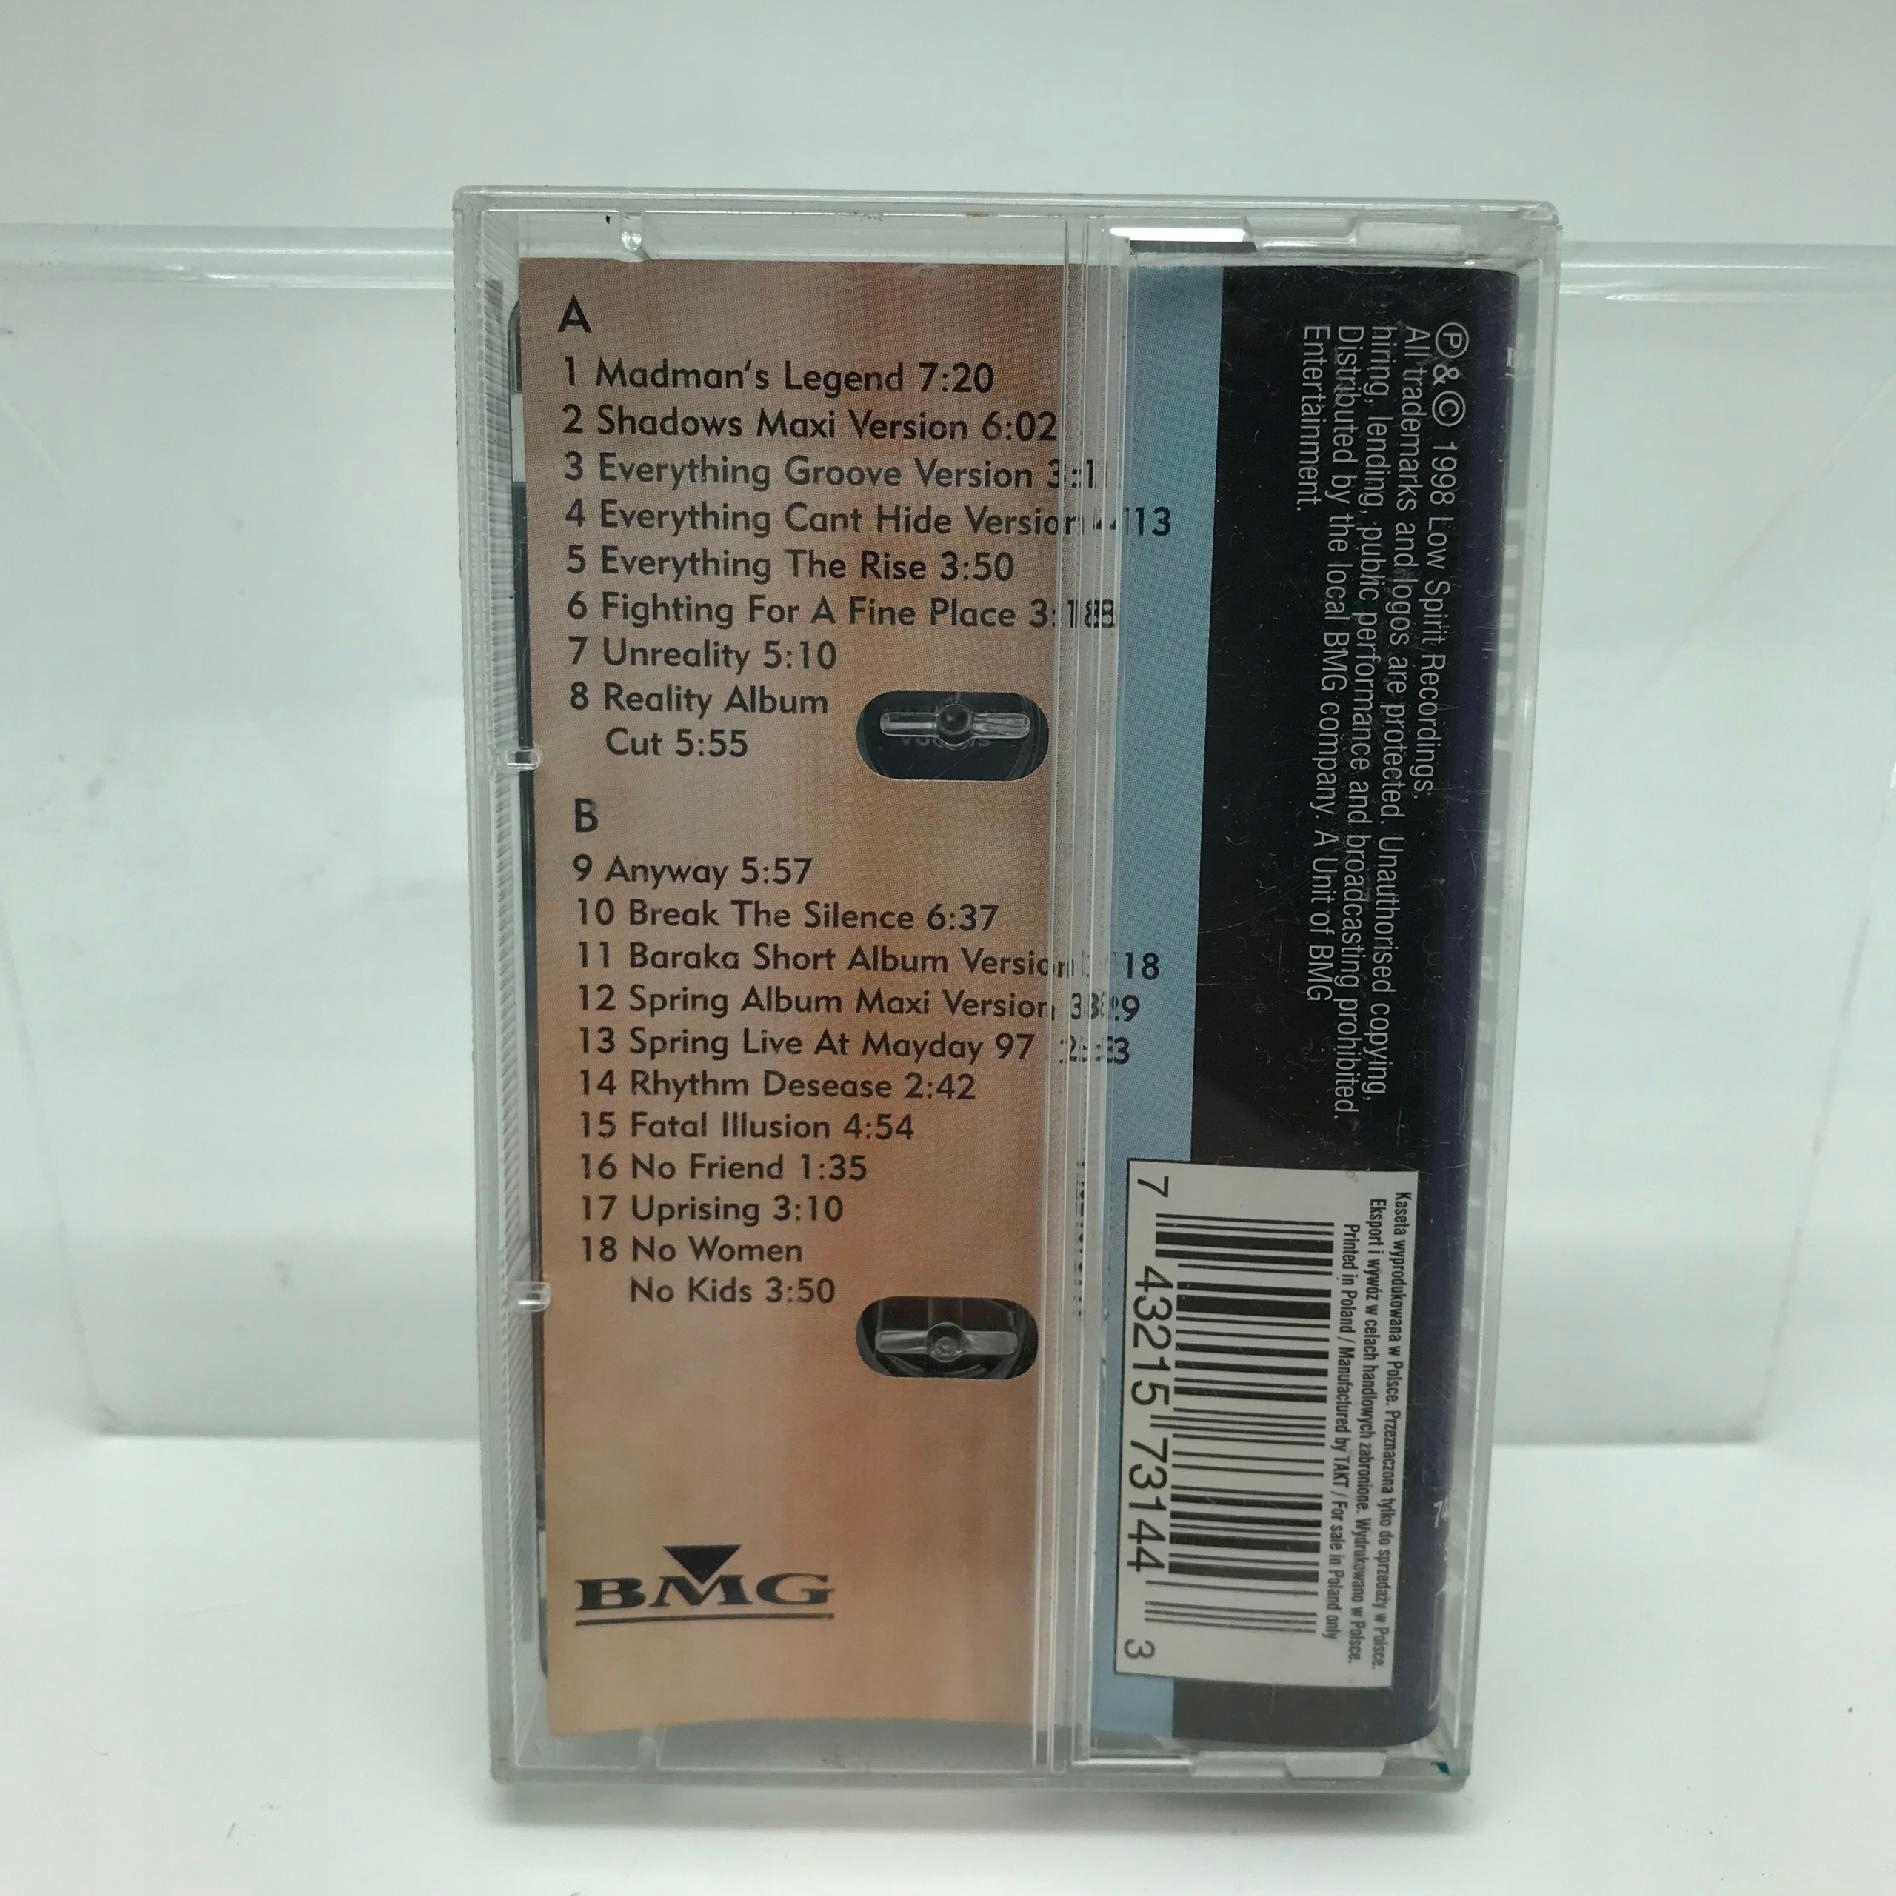 A
1 Madman's Legend 7:20
2 Shadows Maxi Version 6:02
3 Everything Groove Version
4 Everything Cant Hide Version
5 Everything The Rise 3:50
6 Fighting For A Fine Place
7 Unreality 5:10
8 Reality Album
Cut 5:55
B
9 Anyway 5:57
10 Break The Silence 6:37
11 Baraka Short Album Version
12 Spring Album Maxi Version
13 Spring Live At Mayday 97
14 Rhythm Desease 2:42
15 Fatal Illusion 4:54
16 No Friend 1:35
17 Uprising 3:10
18 No Women
No Kids 3:50
BMG
℗&© 1998 Low Spirit Recordings.
All trademarks and logos are protected. Unauthorised copying,
hiring, lending, public performance and broadcasting prohibited.
Distributed by the local BMG company. A Unit of BMG
Entertainment.
Kaseta wyprodukowana w Polsce. Przeznaczona tylko do sprzedaży w Polsce.
Eksport i wywóz w celach handlowych zabronione. Wydrukowano w Polsce.
Printed in Poland / Manufactured by TAKT / For sale in Poland only
7 43215 73144 3